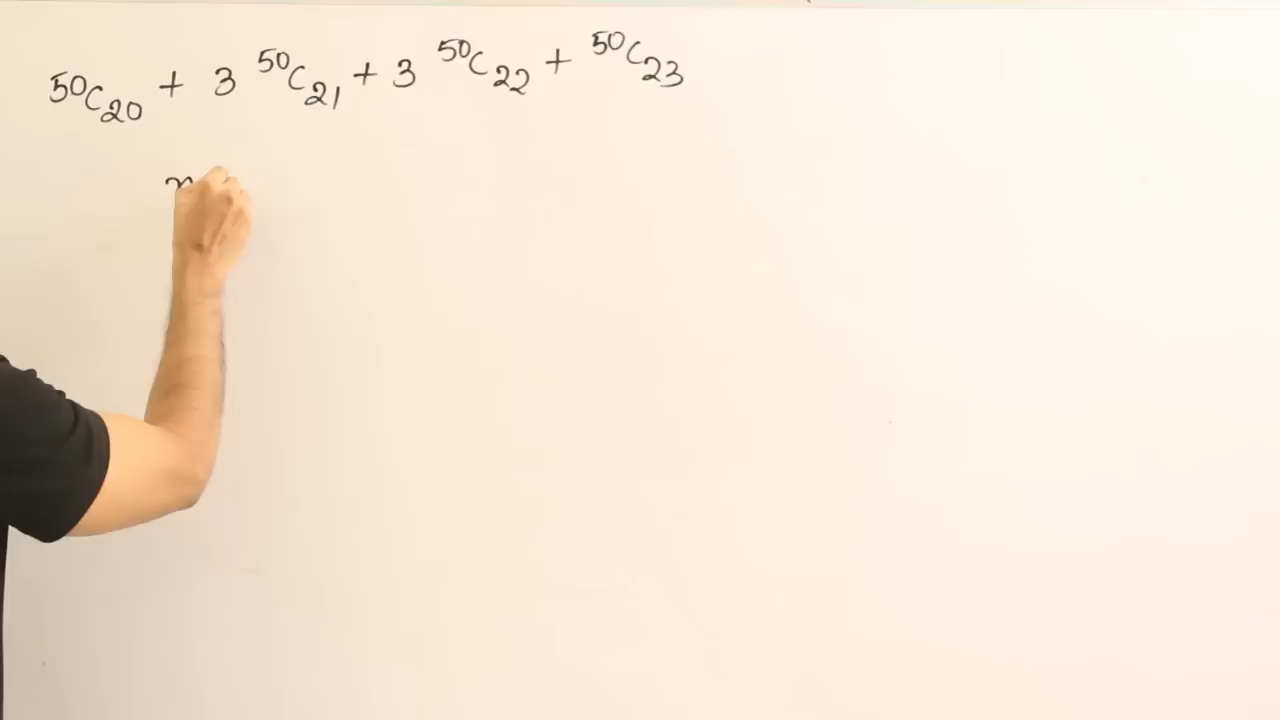 ⁵⁰C₂₀ + 3 ⁵⁰C₂₁ + 3 ⁵⁰C₂₂ + ⁵⁰C₂₃